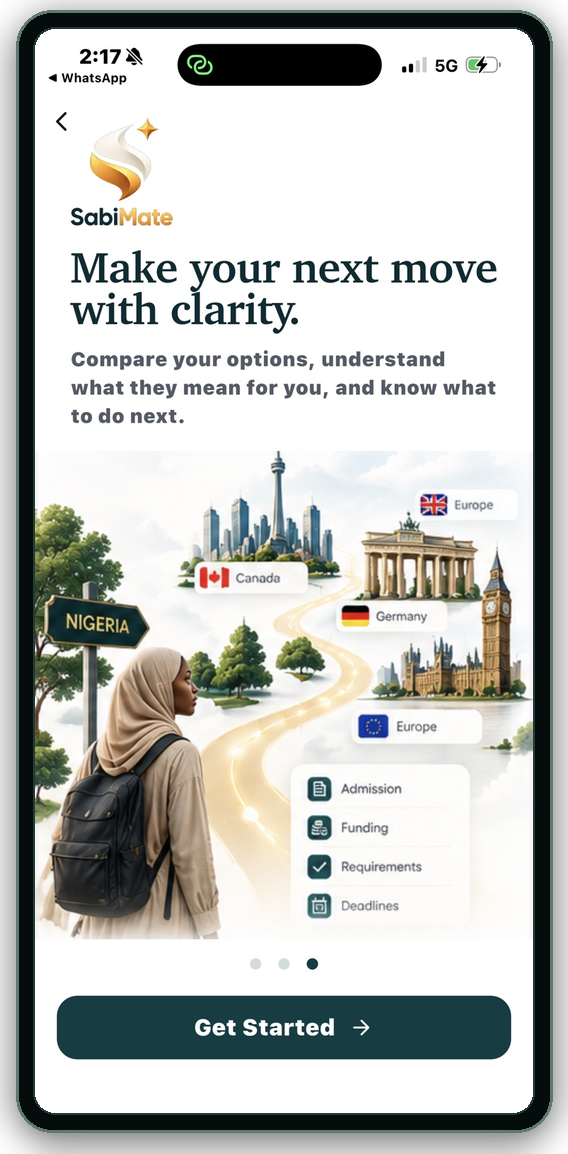 2:17
5G
◀ WhatsApp
SabiMate
Make your next move
with clarity.
Compare your options, understand
what they mean for you, and know what
to do next.
Europe
Canada
Germany
NIGERIA
Europe
Admission
Funding
Requirements
Deadlines
Get Started →